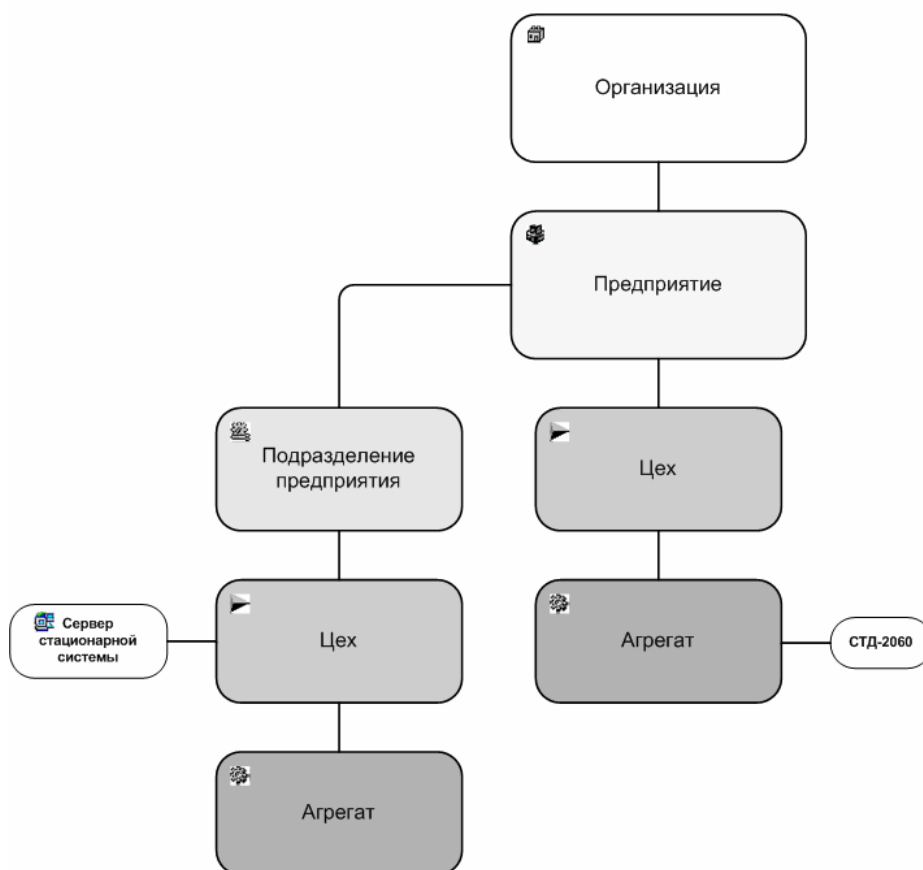 Организация
Предприятие
Подразделение
предприятия
Цех
Сервер
стационарной
системы
Цех
Агрегат
СТД-2060
Агрегат